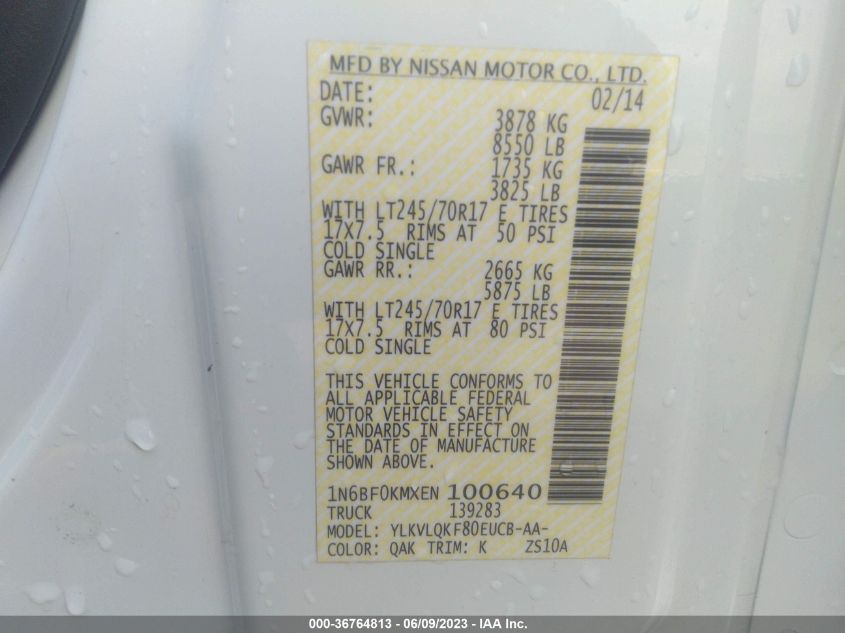 MFD BY NISSAN MOTOR CO., LTD.
DATE: 02/14
GVWR: 3878 KG
8550 LB
GAWR FR.: 1735 KG
3825 LB
WITH LT245/70R17 E TIRES
17X7.5 RIMS AT 50 PSI
COLD SINGLE
GAWR RR.: 2665 KG
5875 LB
WITH LT245/70R17 E TIRES
17X7.5 RIMS AT 80 PSI
COLD SINGLE
THIS VEHICLE CONFORMS TO
ALL APPLICABLE FEDERAL
MOTOR VEHICLE SAFETY
STANDARDS IN EFFECT ON
THE DATE OF MANUFACTURE
SHOWN ABOVE.
1N6BF0KMXEN 100640
TRUCK 139283
MODEL: YLKVLQKF80EUCB-AA-
COLOR: QAK TRIM: K ZS10A
000-36764813 - 06/09/2023 - IAA Inc.